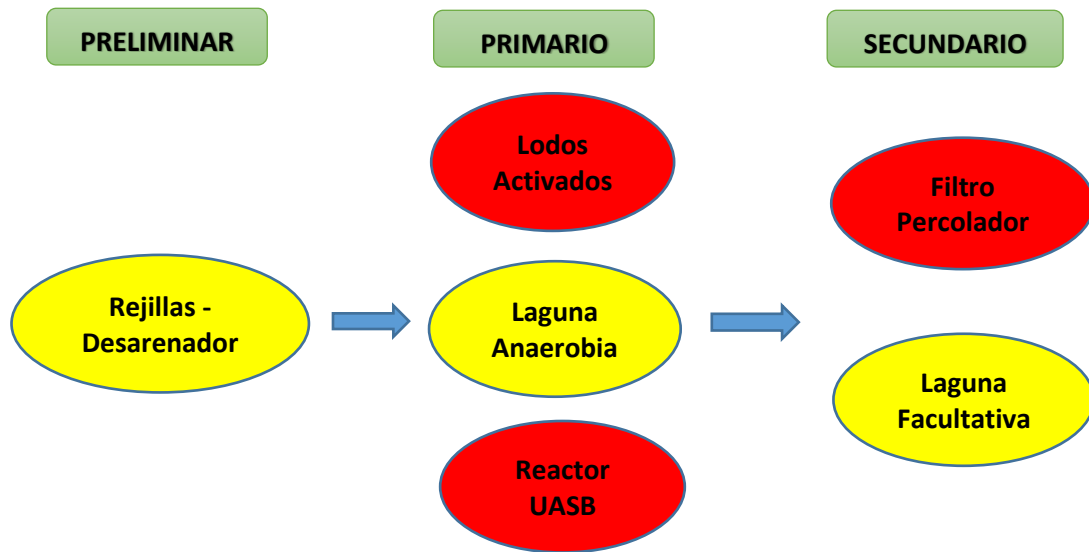 PRELIMINAR
PRIMARIO
SECUNDARIO
Lodos
Activados
Filtro
Percolador
Rejillas -
Desarenador
Laguna
Anaerobia
Laguna
Facultativa
Reactor
UASB